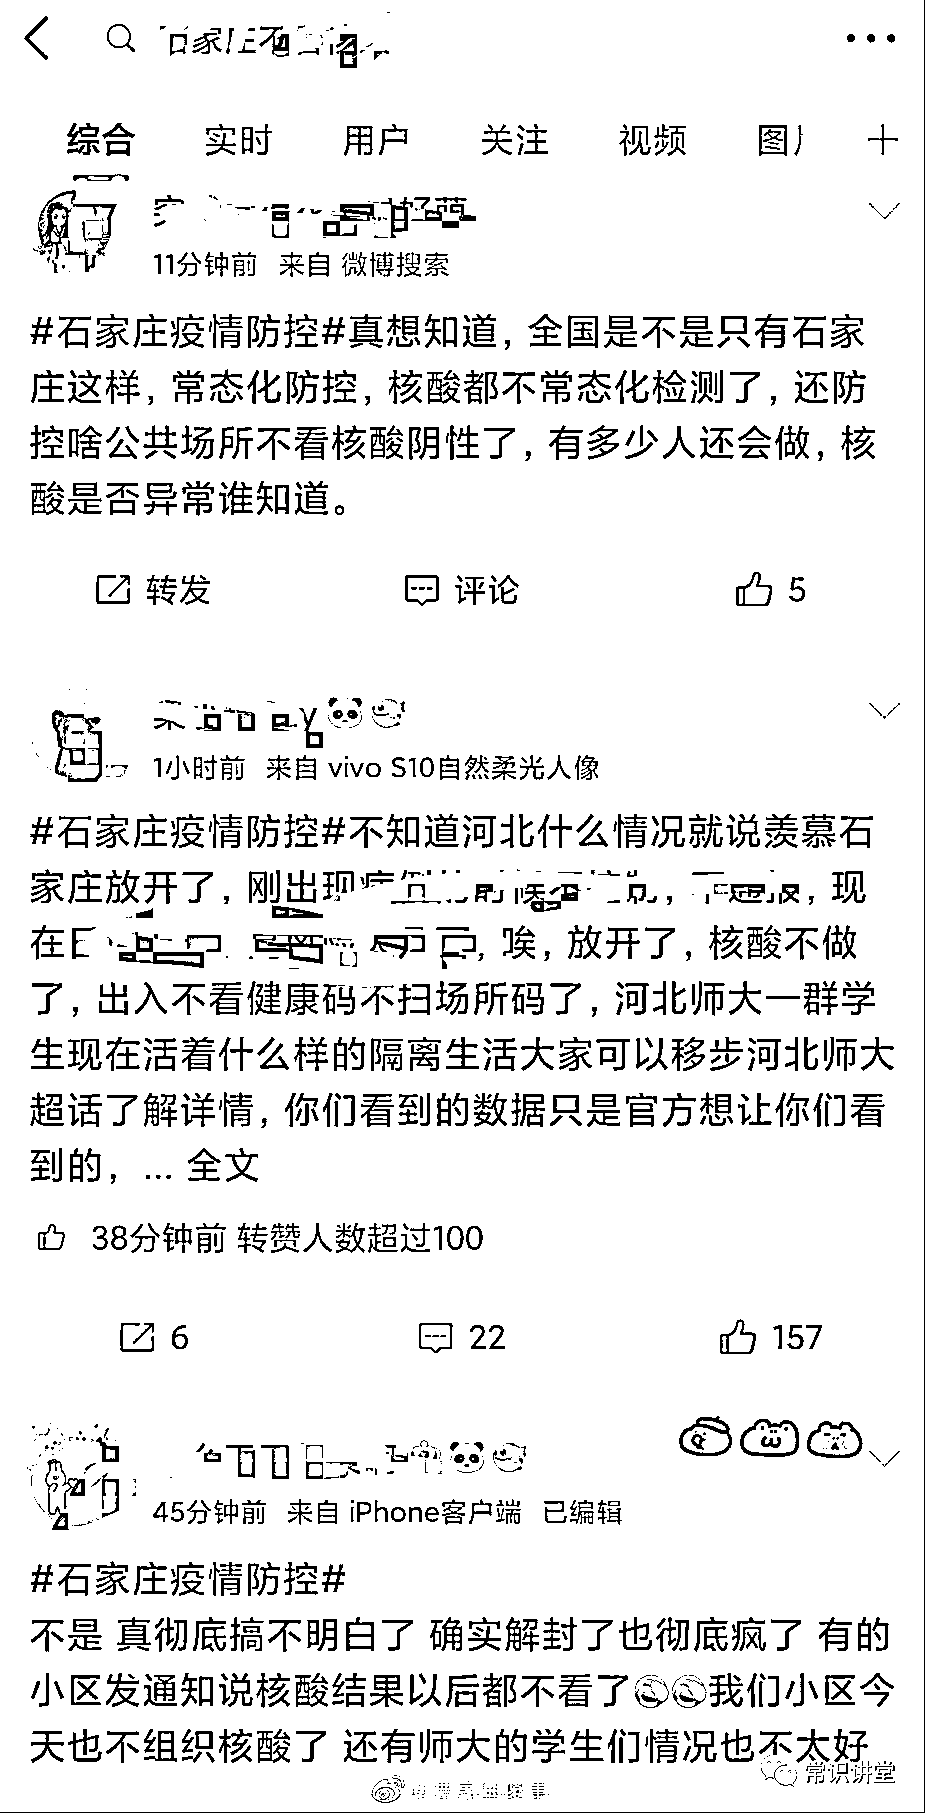 综合 实时 用户 关注 视频
11分钟前 来自 微博搜索
#石家庄疫情防控#真想知道，全国是不是只有石家
庄这样，常态化防控，核酸都不常态化检测了，还防
控啥公共场所不看核酸阴性了，有多少人还会做，核
酸是否异常谁知道。
转发 评论 5
1小时前 来自 vivo S10自然柔光人像
#石家庄疫情防控#不知道河北什么情况就说羡慕石
家庄放开了，刚出现，现
在，唉，放开了，核酸不做
了，出入不看健康码不扫场所码了，河北师大一群学
生现在活着什么样的隔离生活大家可以移步河北师大
超话了解详情，你们看到的数据只是官方想让你们看
到的，... 全文
38分钟前 转赞人数超过100
6 22 157
45分钟前 来自 iPhone客户端 已编辑
#石家庄疫情防控#
不是 真彻底搞不明白了 确实解封了也彻底疯了 有的
小区发通知说核酸结果以后都不看了我们小区今
天也不组织核酸了 还有师大的学生们情况也不太好
常识讲堂